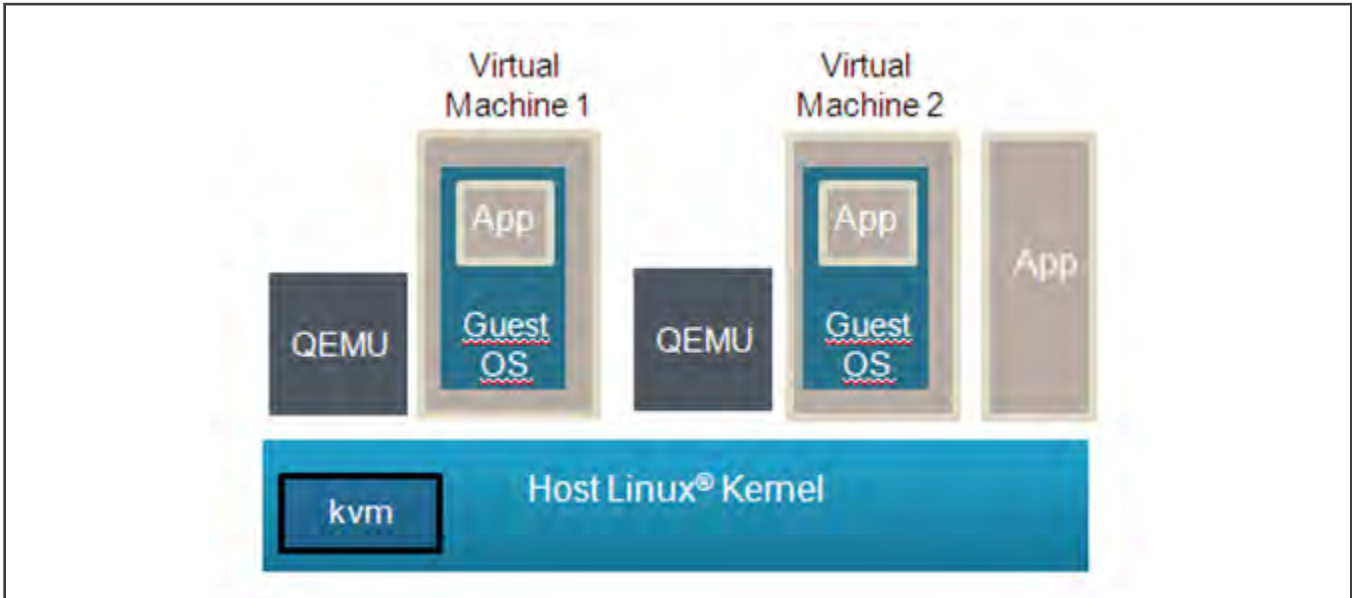 Virtual
Machine 1
Virtual
Machine 2
App
App
App
QEMU
Guest
OS
QEMU
Guest
OS
Host Linux® Kernel
kvm